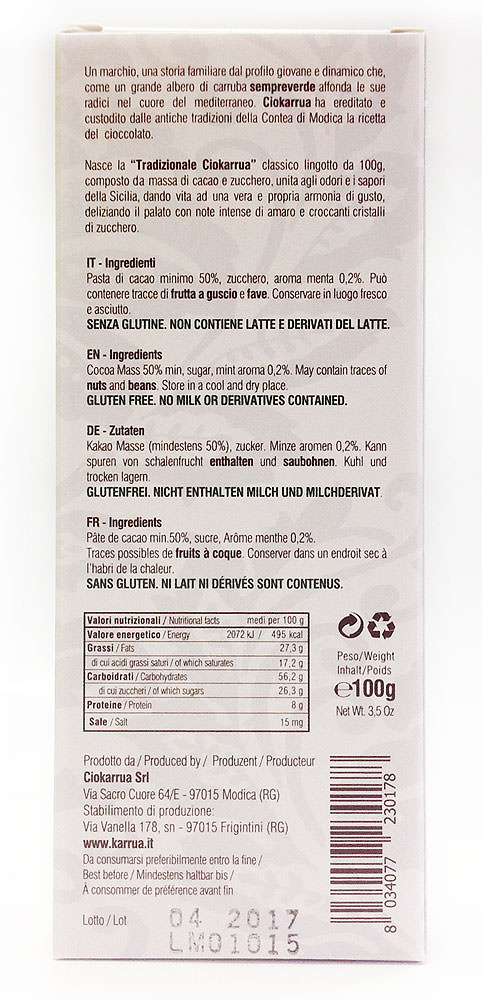 Un marchio, una storia familiare dal profilo giovane e dinamico che,
come un grande albero di carruba sempreverde affonda le sue
radici nel cuore del mediterraneo. Ciokarrua ha ereditato e
custodito dalle antiche tradizioni della Contea di Modica la ricetta
del cioccolato.
Nasce la “Tradizionale Ciokarrua” classico lingotto da 100g,
composto da massa di cacao e zucchero, unita agli odori e i sapori
della Sicilia, dando vita ad una vera e propria armonia di gusto,
deliziando il palato con note intense di amaro e croccanti cristalli
di zucchero.
IT - Ingredienti
Pasta di cacao minimo 50%, zucchero, aroma menta 0,2%. Può
contenere tracce di frutta a guscio e fave. Conservare in luogo fresco
e asciutto.
SENZA GLUTINE. NON CONTIENE LATTE E DERIVATI DEL LATTE.
EN - Ingredients
Cocoa Mass 50% min, sugar, mint aroma 0,2%. May contain traces of
nuts and beans. Store in a cool and dry place.
GLUTEN FREE. NO MILK OR DERIVATIVES CONTAINED.
DE - Zutaten
Kakao Masse (mindestens 50%), zucker. Minze aromen 0,2%. Kann
spuren von schalenfrucht enthalten und saubohnen. Kuhl und
trocken lagern.
GLUTENFREI. NICHT ENTHALTEN MILCH UND MILCHDERIVAT.
FR - Ingredients
Pâte de cacao min.50%, sucre, Arôme menthe 0,2%.
Traces possibles de fruits à coque. Conserver dans un endroit sec à
l'habri de la chaleur.
SANS GLUTEN. NI LAIT NI DÉRIVÉS SONT CONTENUS.
Valori nutrizionali / Nutritional facts medi per 100 g
Valore energetico / Energy 2072 kJ / 495 kcal
Grassi / Fats 27,3 g
di cui acidi grassi saturi / of which saturates 17,2 g
Carboidrati / Carbohydrates 56,2 g
di cui zuccheri / of which sugars 26,3 g
Proteine / Protein 8 g
Sale / Salt 15 mg
Peso/Weight
Inhalt/Poids
℮100g
Net Wt. 3,5 Oz
Prodotto da / Produced by / Produzent / Producteur
Ciokarrua Srl
Via Sacro Cuore 64/E - 97015 Modica (RG)
Stabilimento di produzione:
Via Vanella 178, sn - 97015 Frigintini (RG)
www.karrua.it
Da consumarsi preferibilmente entro la fine /
Best before / Mindestens haltbar bis /
À consommer de préférence avant fin
Lotto / Lot
04 2017
LM01015
8 034077 230178